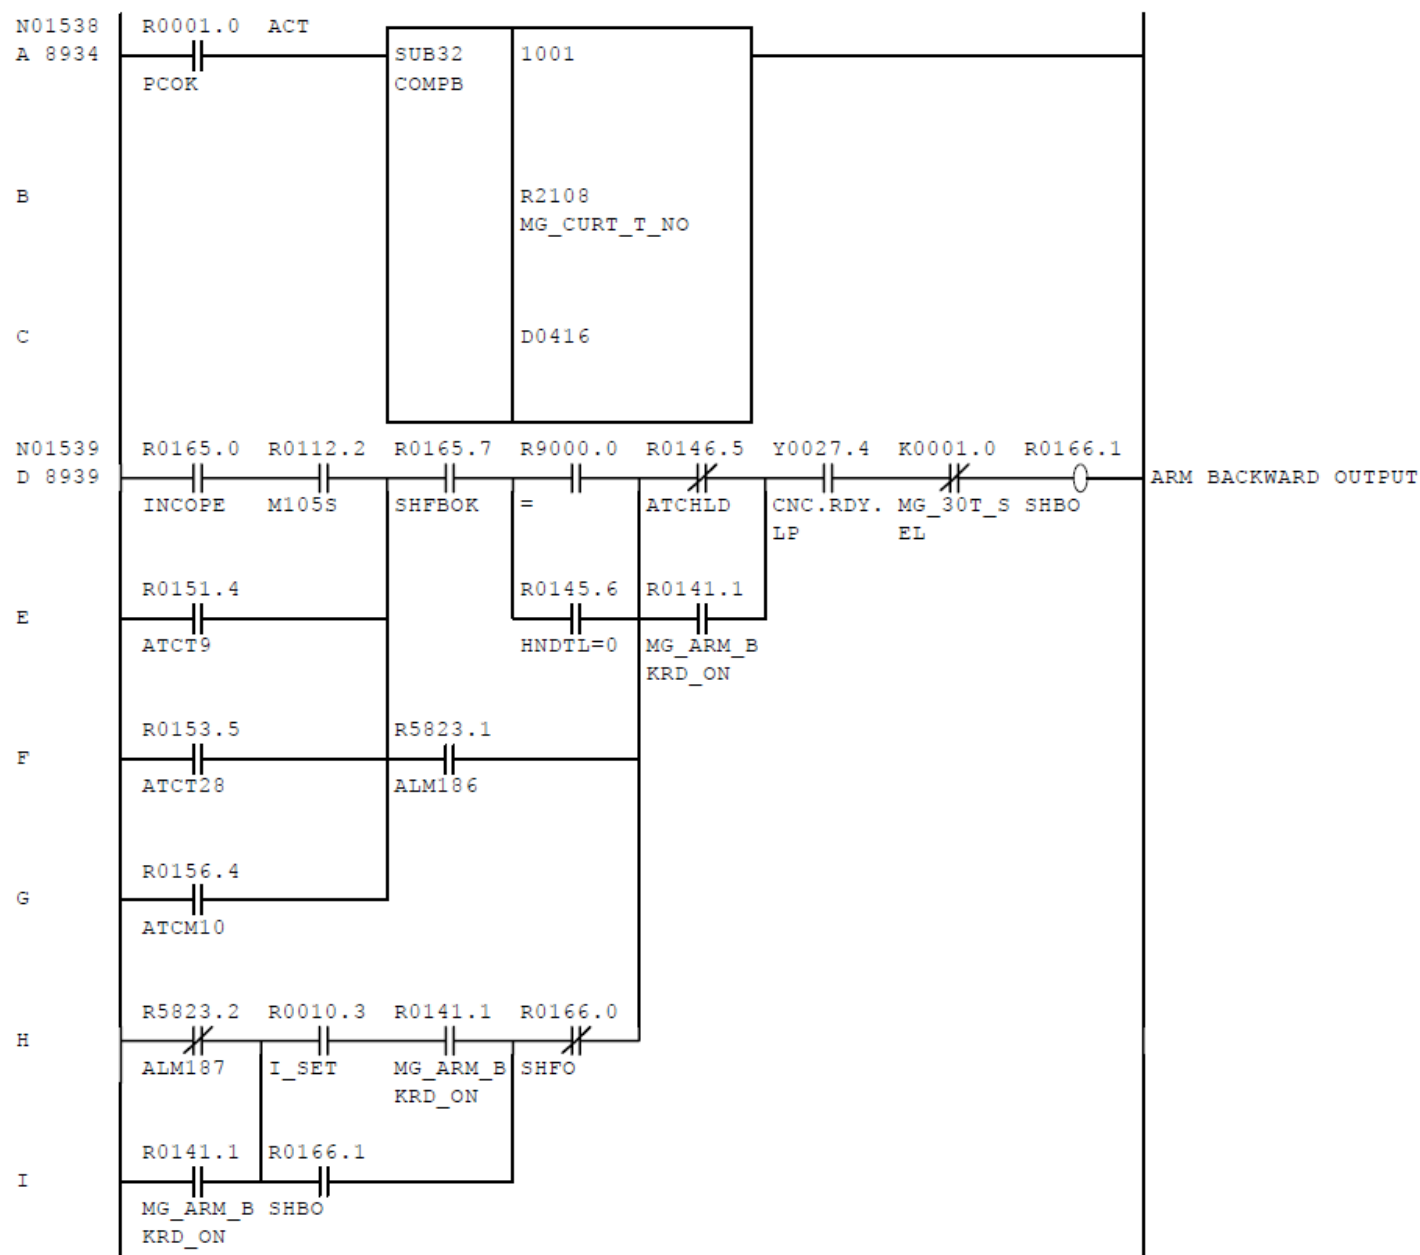 N01538 R0001.0 ACT
A 8934 SUB32 1001
PCOK COMPB
B R2108
MG_CURT_T_NO
C D0416
N01539 R0165.0 R0112.2 R0165.7 R9000.0 R0146.5 Y0027.4 K0001.0 R0166.1
D 8939 ARM BACKWARD OUTPUT
INCOPE M105S SHFBOK = ATCHLD CNC.RDY. MG_30T_S SHBO
LP EL
R0151.4 R0145.6 R0141.1
E
ATCT9 HNDTL=0 MG_ARM_B
KRD_ON
R0153.5 R5823.1
F
ATCT28 ALM186
R0156.4
G
ATCM10
R5823.2 R0010.3 R0141.1 R0166.0
H
ALM187 I_SET MG_ARM_B SHFO
KRD_ON
R0141.1 R0166.1
I
MG_ARM_B SHBO
KRD_ON